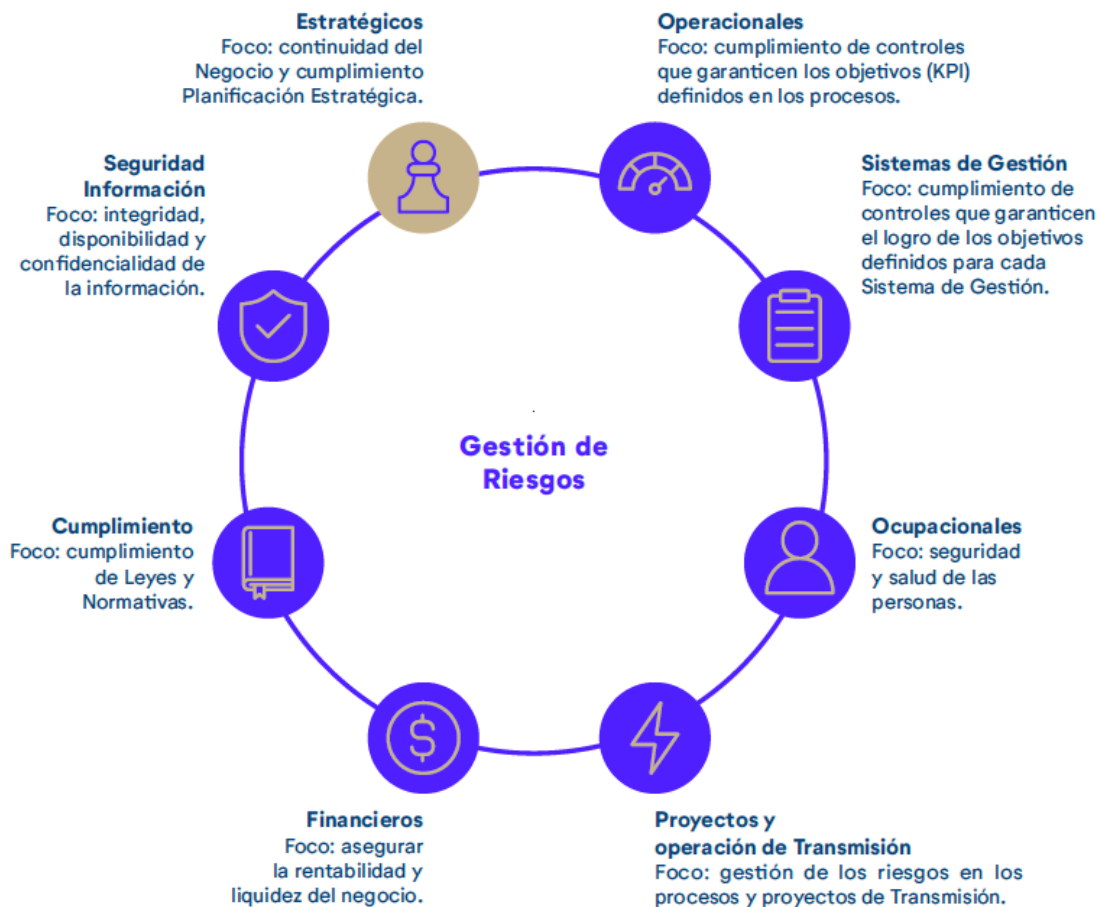 Estratégicos
Foco: continuidad del
Negocio y cumplimiento
Planificación Estratégica.
Operacionales
Foco: cumplimiento de controles
que garanticen los objetivos (KPI)
definidos en los procesos.
Seguridad
Información
Foco: integridad,
disponibilidad y
confidencialidad de
la información.
Sistemas de Gestión
Foco: cumplimiento de
controles que garanticen
el logro de los objetivos
definidos para cada
Sistema de Gestión.
Gestión de
Riesgos
Cumplimiento
Foco: cumplimiento
de Leyes y
Normativas.
Ocupacionales
Foco: seguridad
y salud de las
personas.
$
Financieros
Foco: asegurar
la rentabilidad y
liquidez del negocio.
Proyectos y
operación de Transmisión
Foco: gestión de los riesgos en los
procesos y proyectos de Transmisión.